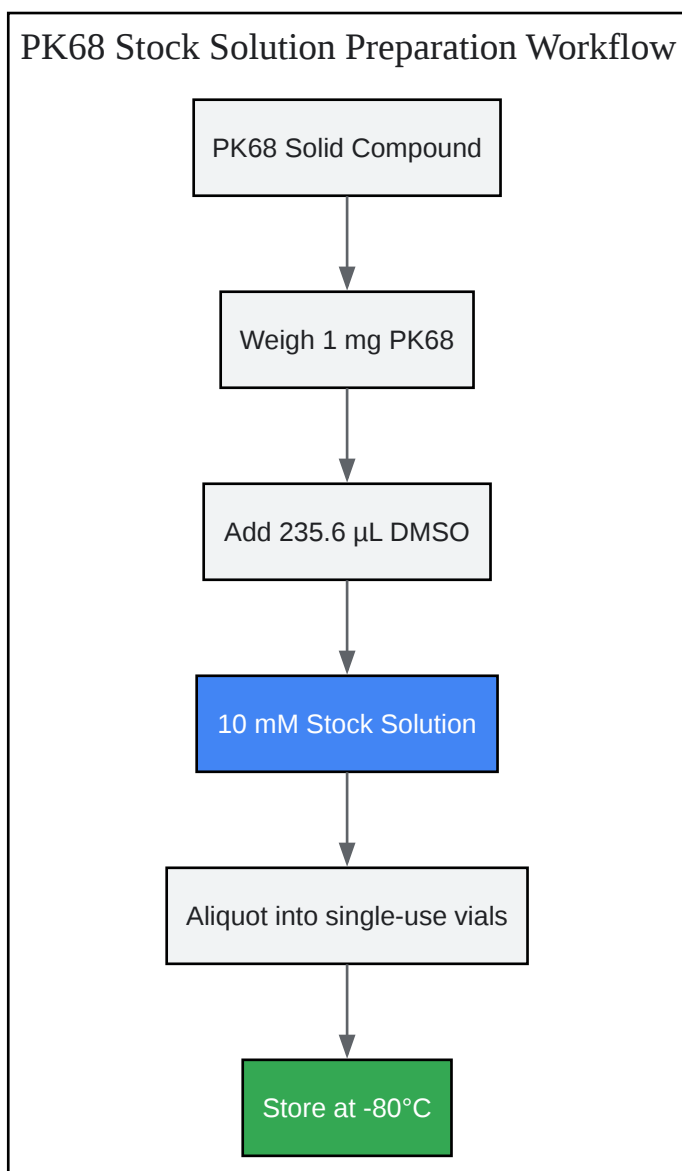 PK68 Stock Solution Preparation Workflow
PK68 Solid Compound
Weigh 1 mg PK68
Add 235.6 µL DMSO
10 mM Stock Solution
Aliquot into single-use vials
Store at -80°C